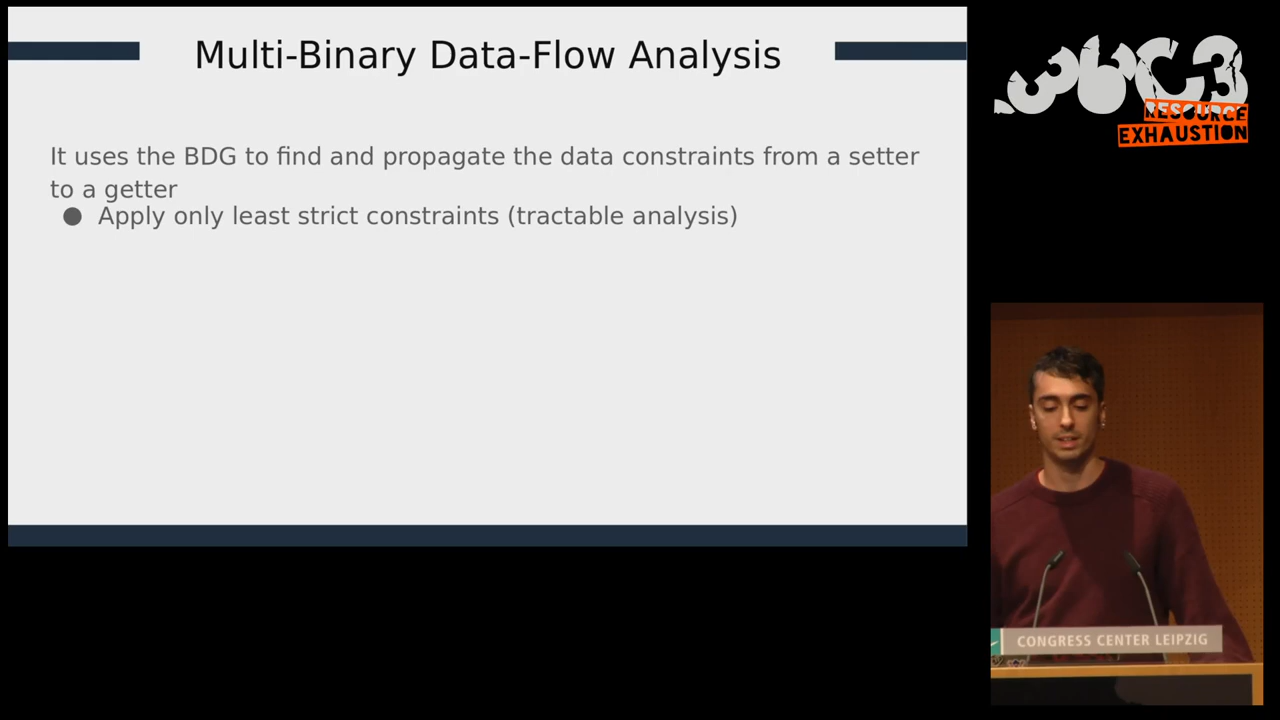 Multi-Binary Data-Flow Analysis
It uses the BDG to find and propagate the data constraints from a setter
to a getter
● Apply only least strict constraints (tractable analysis)
36C3
RESOURCE
EXHAUSTION
CONGRESS CENTER LEIPZIG